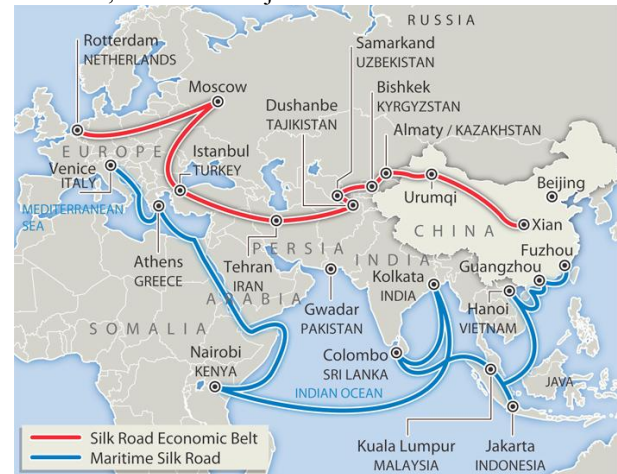 RUSSIA
Rotterdam
NETHERLANDS
Samarkand
UZBEKISTAN
Moscow
Bishkek
KYRGYZSTAN
Dushanbe
TAJIKISTAN
Almaty / KAZAKHSTAN
EUROPE
Istanbul
TURKEY
Venice
ITALY
Urumqi
Beijing
MEDITERRANEAN
SEA
Xian
CHINA
PERSIA
INDIA
Fuzhou
Athens
GREECE
Tehran
IRAN
Kolkata
INDIA
Guangzhou
ARABIA
Gwadar
PAKISTAN
Hanoi
VIETNAM
SOMALIA
Nairobi
KENYA
Colombo
SRI LANKA
INDIAN OCEAN
JAVA
Silk Road Economic Belt
Maritime Silk Road
Kuala Lumpur
MALAYSIA
Jakarta
INDONESIA